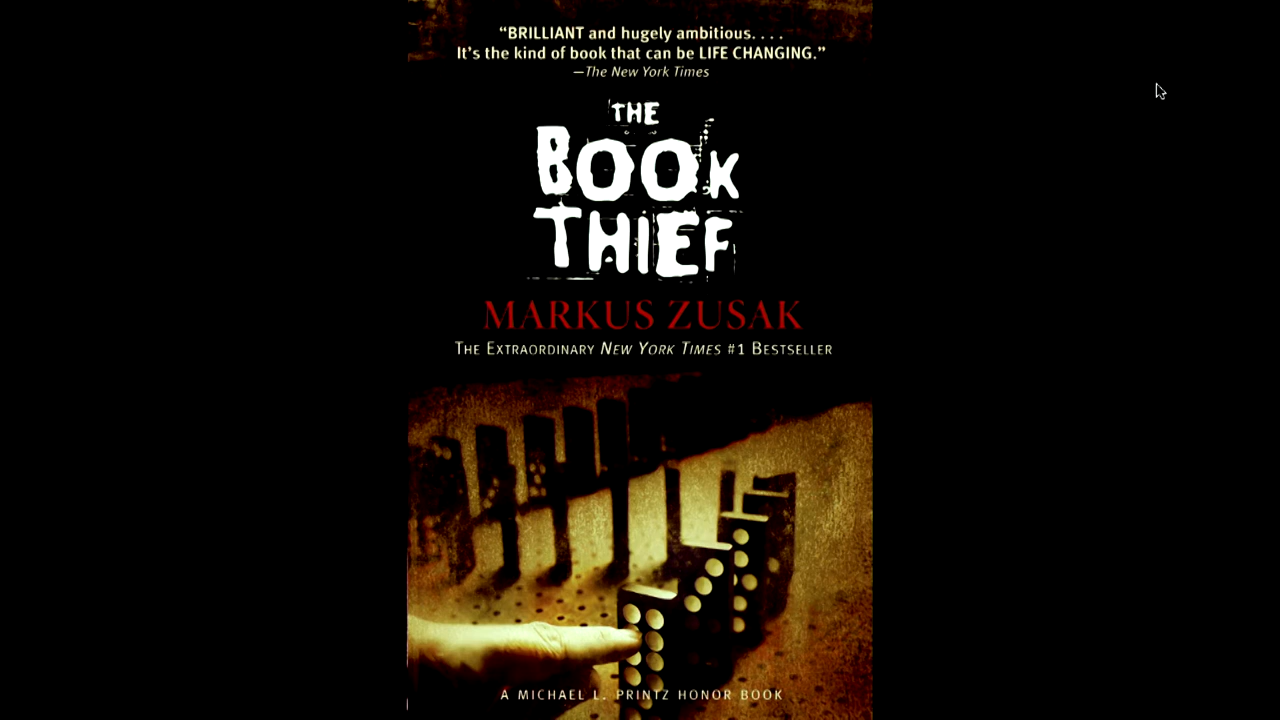 “BRILLIANT and hugely ambitious. . . .
It’s the kind of book that can be LIFE CHANGING.”
—The New York Times
THE
BOOK
THIEF
MARKUS ZUSAK
THE EXTRAORDINARY NEW YORK TIMES #1 BESTSELLER
A MICHAEL L. PRINTZ HONOR BOOK